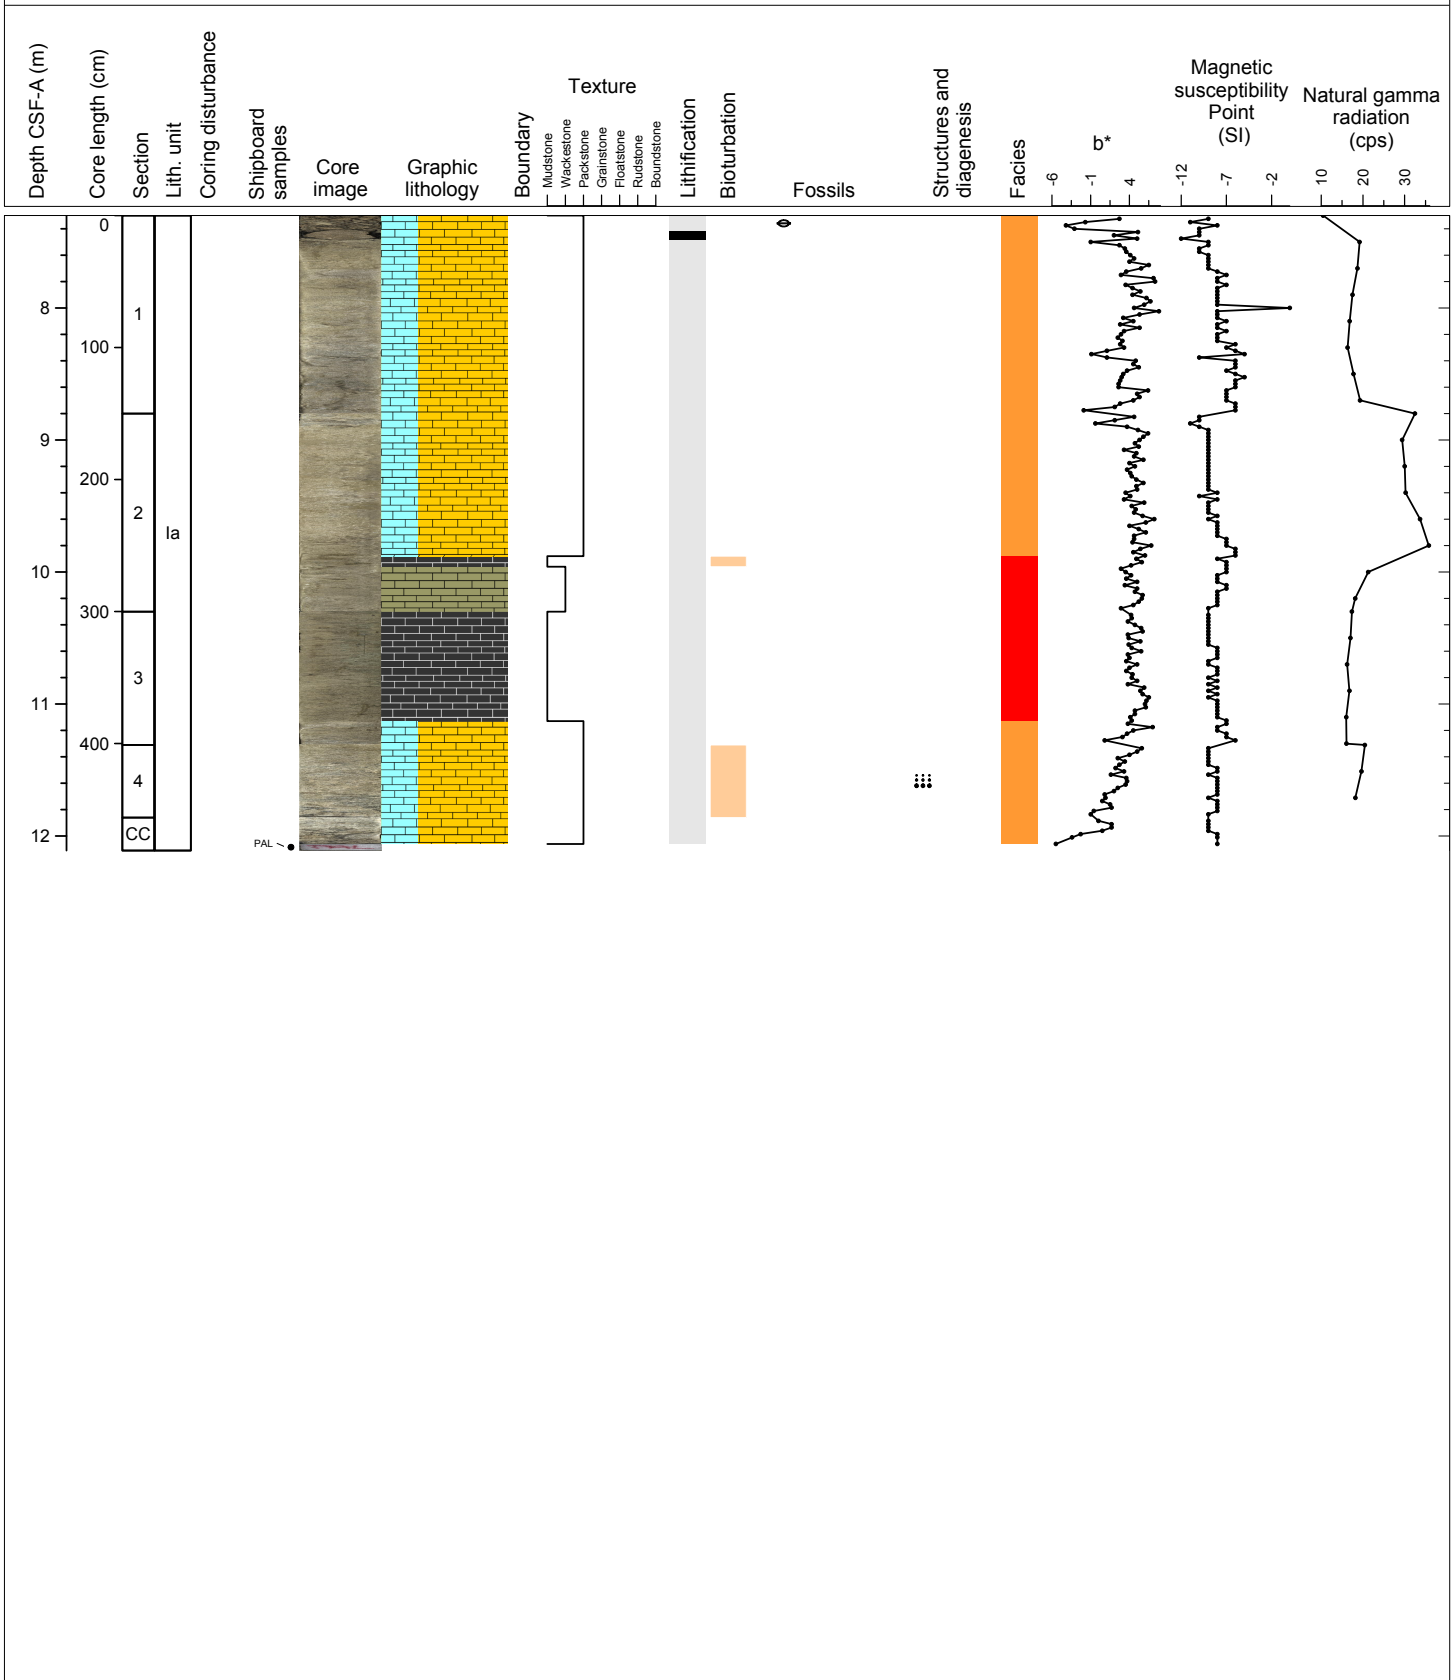 Depth CSF-A (m)
Core length (cm)
Section
Lith. unit
Coring disturbance
Shipboard
samples
Core
image
Graphic
lithology
Boundary
Texture
Mudstone
Wackestone
Packstone
Grainstone
Floatstone
Rudstone
Boundstone
Lithification
Bioturbation
Fossils
Structures and
diagenesis
Facies
b*
-6
-1
4
Magnetic
susceptibility
Point
(SI)
-12
-7
-2
Natural gamma
radiation
(cps)
10
20
30
8
9
10
11
12
0
100
200
300
400
1
2
3
4
CC
Ia
PAL